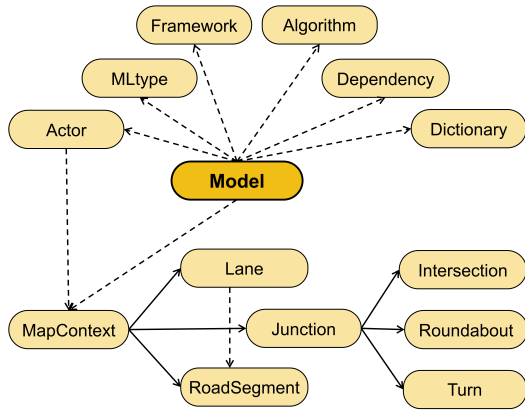 Framework
Algorithm
MLtype
Dependency
Actor
Dictionary
Model
Lane
Intersection
MapContext
Junction
Roundabout
RoadSegment
Turn